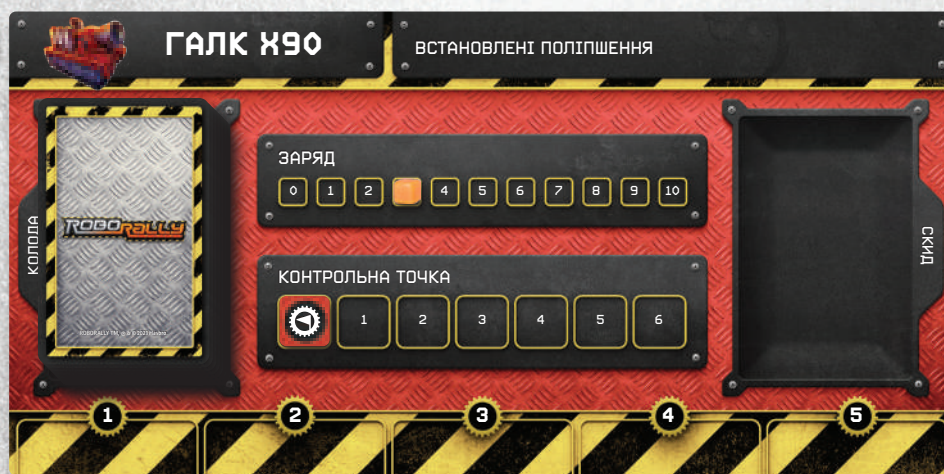 ГАЛК X90
ВСТАНОВЛЕНІ ПОЛІПШЕННЯ
КОЛОДА
ROBORALLY
ЗАРЯД
0 1 2 4 5 6 7 8 9 10
КОНТРОЛЬНА ТОЧКА
1 2 3 4 5 6
СКИД
1 2 3 4 5